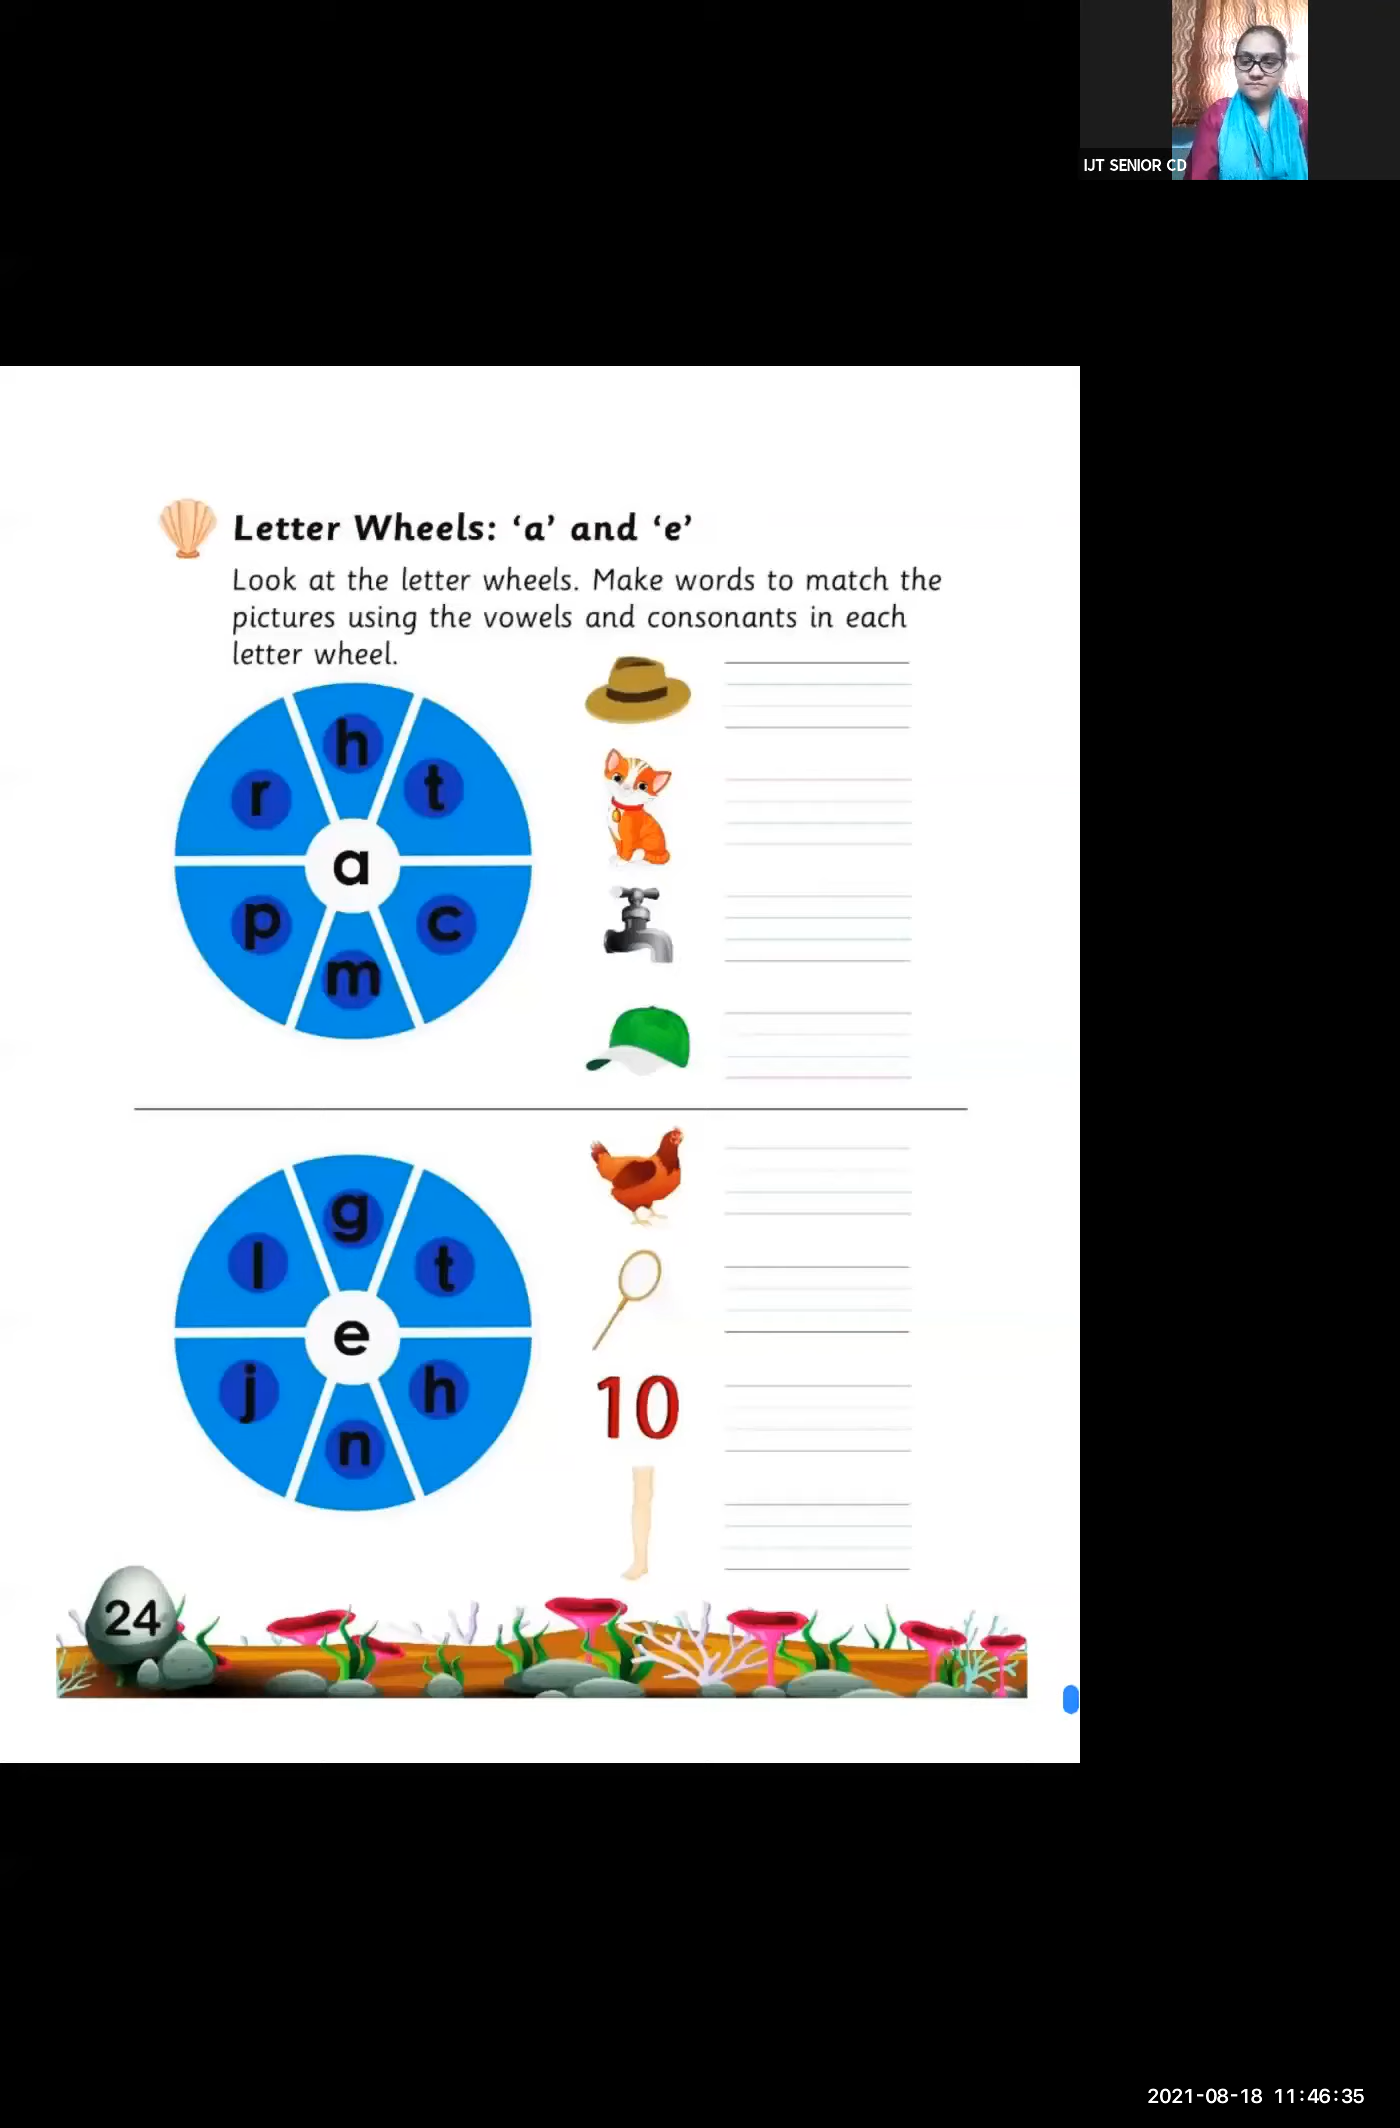 IJT SENIOR CD
Letter Wheels: ‘a’ and ‘e’
Look at the letter wheels. Make words to match the
pictures using the vowels and consonants in each
letter wheel.
h
r
t
a
p
c
m
g
l
t
e
j
h
n
10
24
2021-08-18 11:46:35